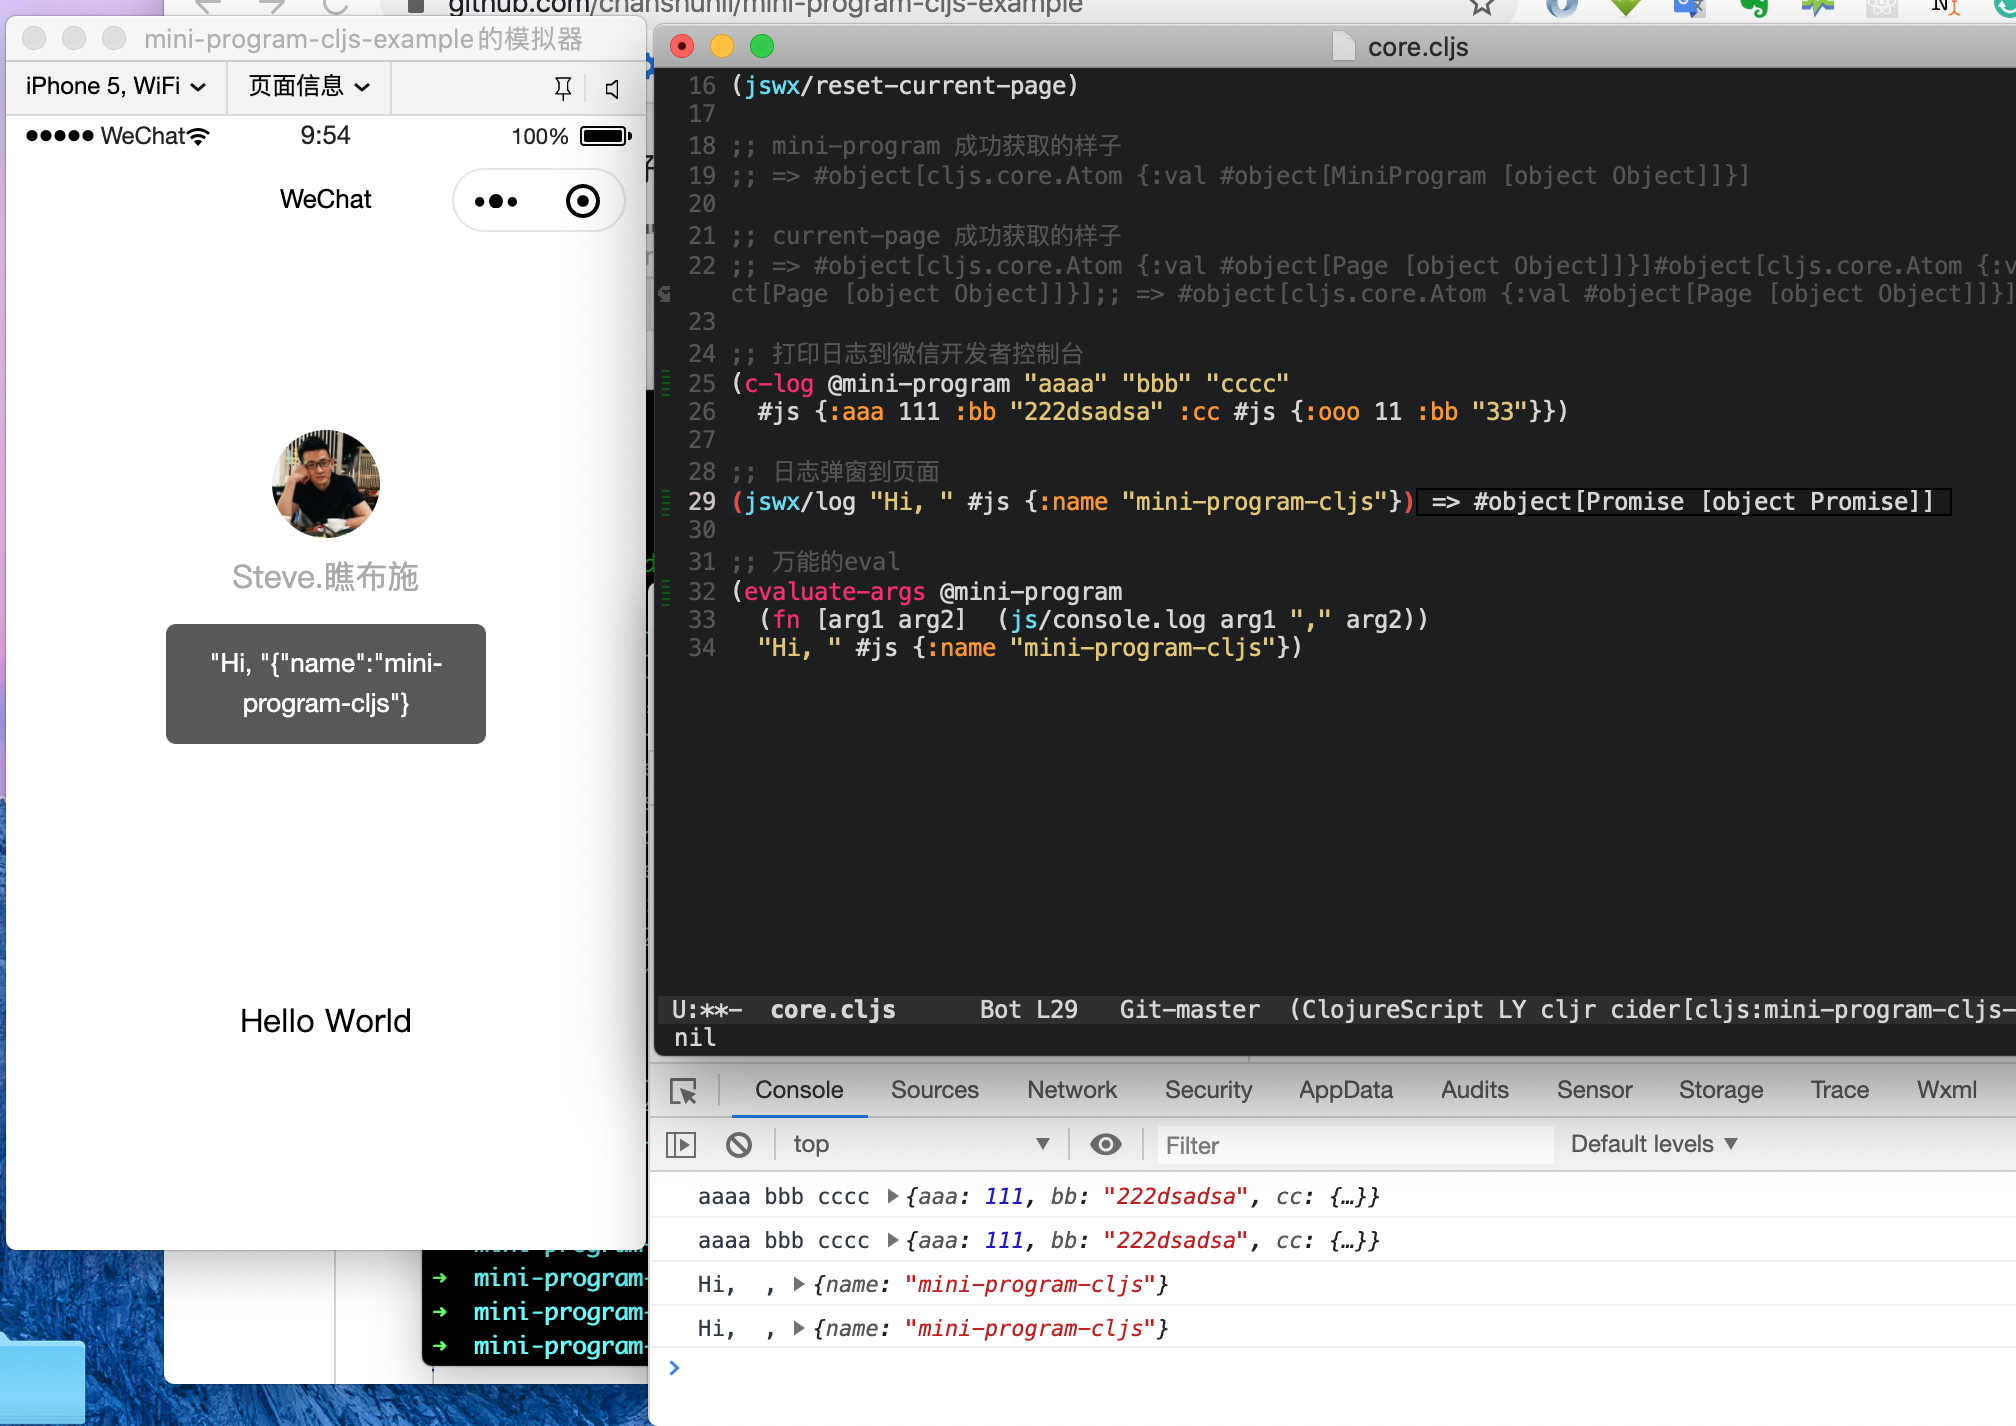 github.com/chanshunli/mini-program-cljs-example
mini-program-cljs-example的模拟器
iPhone 5, WiFi
页面信息
WeChat
9:54
100%
WeChat
Steve.瞧布施
"Hi, "{"name":"mini-
program-cljs"}
Hello World
core.cljs
16 (jswx/reset-current-page)
17
18 ;; mini-program 成功获取的样子
19 ;; => #object[cljs.core.Atom {:val #object[MiniProgram [object Object]]}]
20
21 ;; current-page 成功获取的样子
22 ;; => #object[cljs.core.Atom {:val #object[Page [object Object]]}]#object[cljs.core.Atom {:v
ct[Page [object Object]]}];; => #object[cljs.core.Atom {:val #object[Page [object Object]]}]
23
24 ;; 打印日志到微信开发者控制台
25 (c-log @mini-program "aaaa" "bbb" "cccc"
26 #js {:aaa 111 :bb "222dsadsa" :cc #js {:ooo 11 :bb "33"}})
27
28 ;; 日志弹窗到页面
29 (jswx/log "Hi, " #js {:name "mini-program-cljs"}) => #object[Promise [object Promise]]
30
31 ;; 万能的eval
32 (evaluate-args @mini-program
33 (fn [arg1 arg2] (js/console.log arg1 "," arg2))
34 "Hi, " #js {:name "mini-program-cljs"})
U:**- core.cljs Bot L29 Git-master (ClojureScript LY cljr cider[cljs:mini-program-cljs-
nil
Console Sources Network Security AppData Audits Sensor Storage Trace Wxml
top Filter Default levels
aaaa bbb cccc {aaa: 111, bb: "222dsadsa", cc: {…}}
aaaa bbb cccc {aaa: 111, bb: "222dsadsa", cc: {…}}
Hi, , {name: "mini-program-cljs"}
Hi, , {name: "mini-program-cljs"}
mini-program
→ mini-program-
→ mini-program-
→ mini-program-